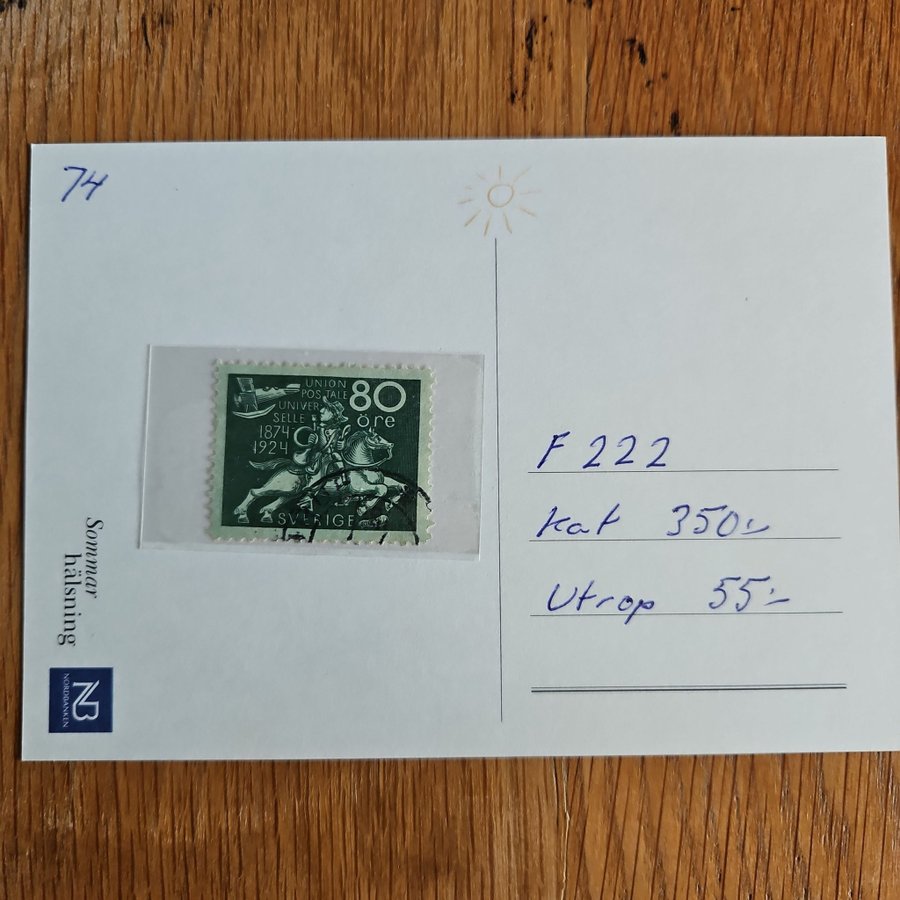 74
UNION
POSTALE
UNIVER
SELLE
1874
1924
80
öre
SVERIGE
F 222
Kat 350:-
Utrop 55:-
Sommar
hälsning
NB
NORDBANKEN